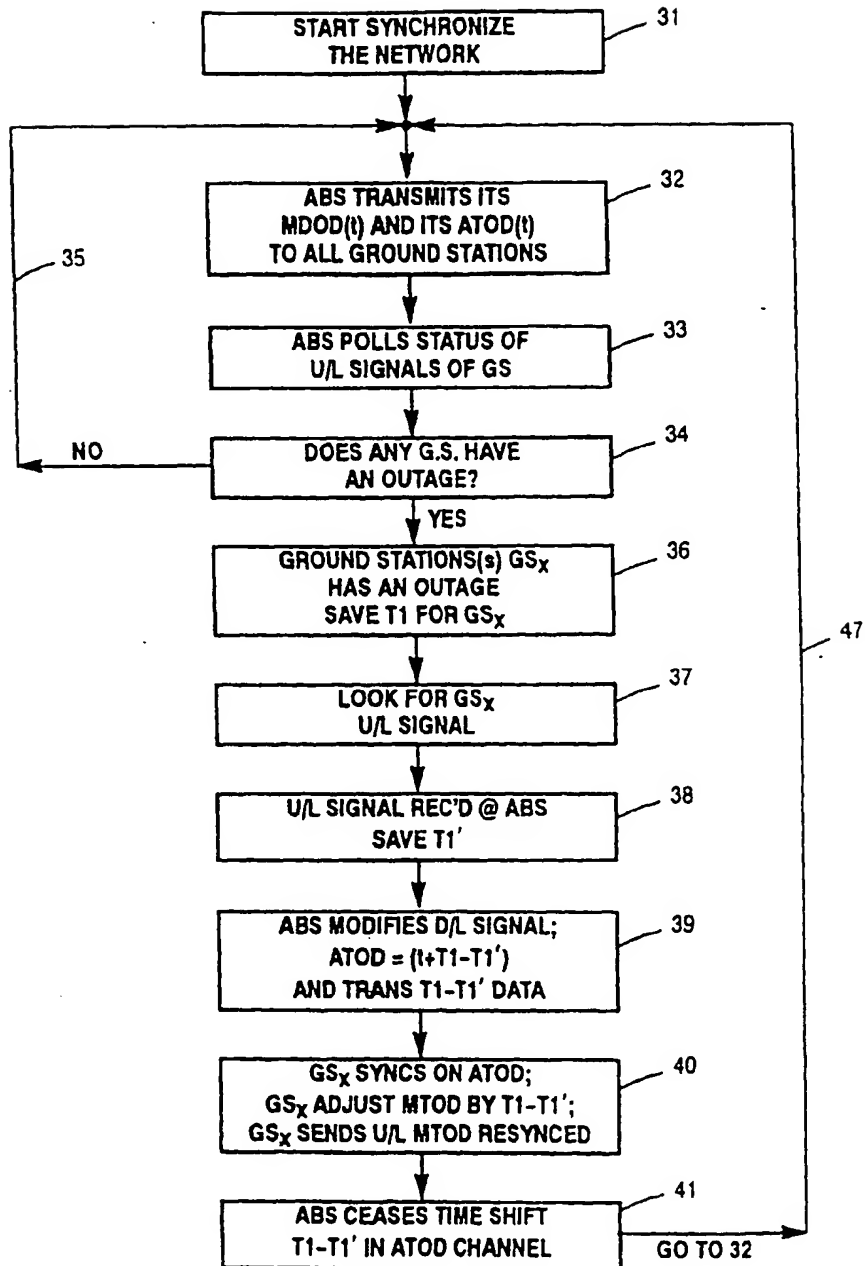 START SYNCHRONIZE
THE NETWORK
31
ABS TRANSMITS ITS
MDOD(t) AND ITS ATOD(t)
TO ALL GROUND STATIONS
32
35
ABS POLLS STATUS OF
U/L SIGNALS OF GS
33
NO
DOES ANY G.S. HAVE
AN OUTAGE?
34
YES
GROUND STATIONS(s) GSX
HAS AN OUTAGE
SAVE T1 FOR GSX
36
47
LOOK FOR GSX
U/L SIGNAL
37
U/L SIGNAL REC'D @ ABS
SAVE T1'
38
ABS MODIFIES D/L SIGNAL;
ATOD = (t+T1-T1')
AND TRANS T1-T1' DATA
39
GSX SYNCS ON ATOD;
GSX ADJUST MTOD BY T1-T1';
GSX SENDS U/L MTOD RESYNCED
40
ABS CEASES TIME SHIFT
T1-T1' IN ATOD CHANNEL
41
GO TO 32